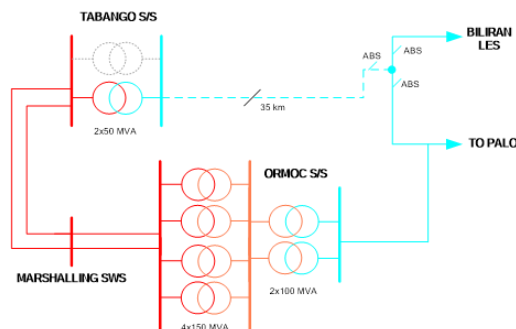 TABANGO S/S
BILIRAN
LES
ABS
ABS
ABS
35 km
2x50 MVA
TO PALO
ORMOC S/S
MARSHALLING SWS
2x100 MVA
4x150 MVA